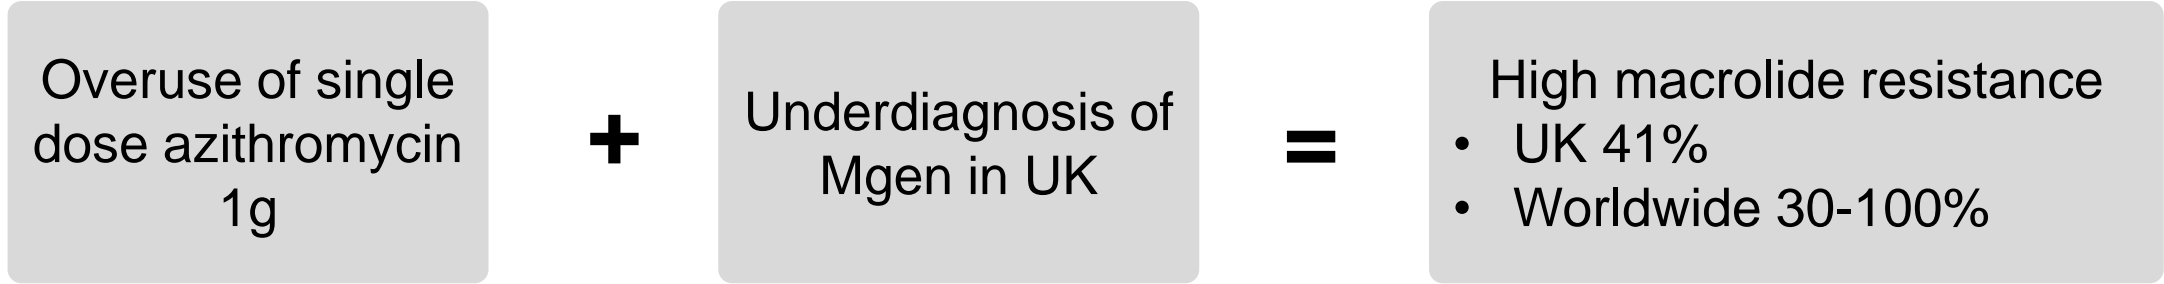 Overuse of single
dose azithromycin
1g
+
Underdiagnosis of
Mgen in UK
=
High macrolide resistance
• UK 41%
• Worldwide 30-100%